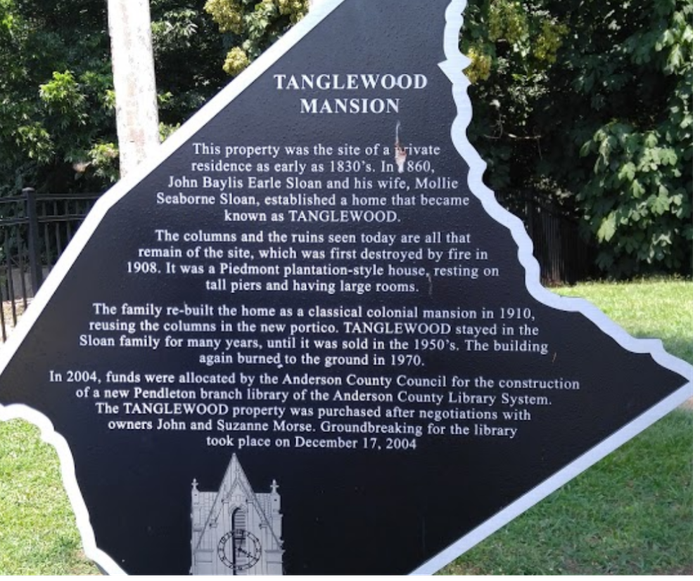 TANGLEWOOD
MANSION
This property was the site of a private
residence as early as 1830's. In 1860,
John Baylis Earle Sloan and his wife, Mollie
Seaborne Sloan, established a home that became
known as TANGLEWOOD.
The columns and the ruins seen today are all that
remain of the site, which was first destroyed by fire in
1908. It was a Piedmont plantation-style house, resting on
tall piers and having large rooms.
The family re-built the home as a classical colonial mansion in 1910,
reusing the columns in the new portico. TANGLEWOOD stayed in the
Sloan family for many years, until it was sold in the 1950's. The building
again burned to the ground in 1970.
In 2004, funds were allocated by the Anderson County Council for the construction
of a new Pendleton branch library of the Anderson County Library System.
The TANGLEWOOD property was purchased after negotiations with
owners John and Suzanne Morse. Groundbreaking for the library
took place on December 17, 2004